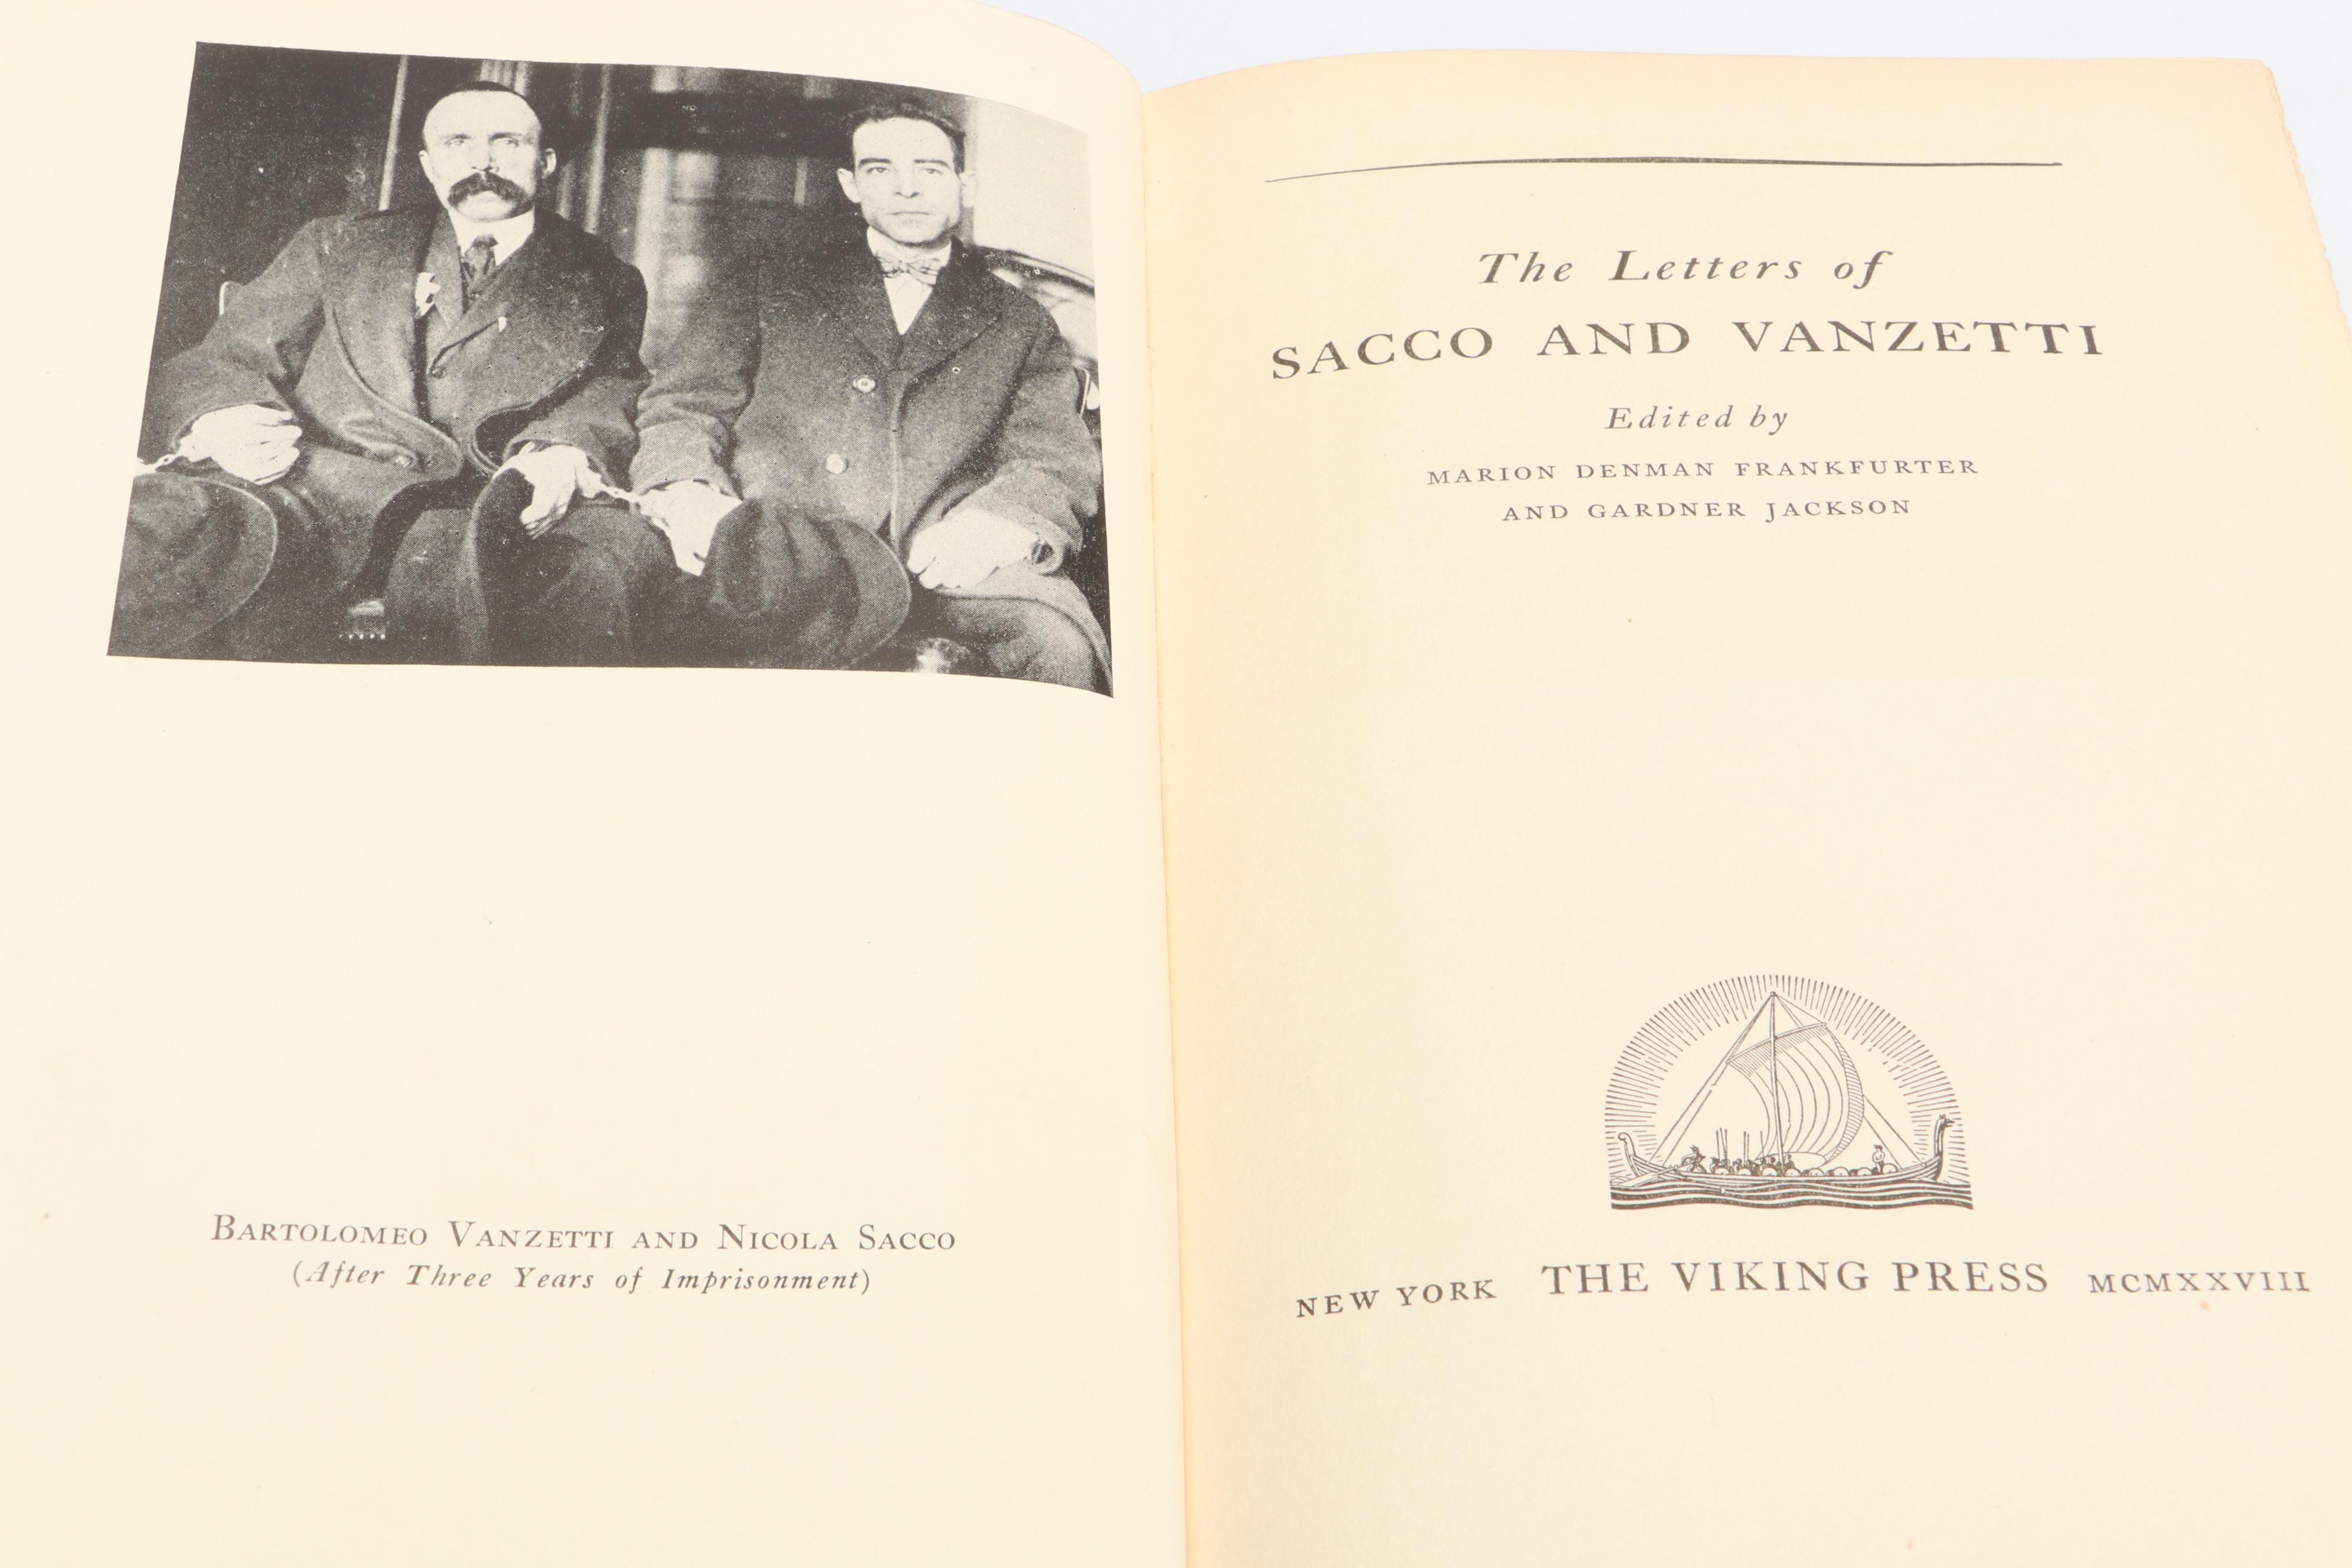 BARTOLOMEO VANZETTI AND NICOLA SACCO
(After Three Years of Imprisonment)
The Letters of
SACCO AND VANZETTI
Edited by
MARION DENMAN FRANKFURTER
AND GARDNER JACKSON
NEW YORK THE VIKING PRESS MCMXXVIII